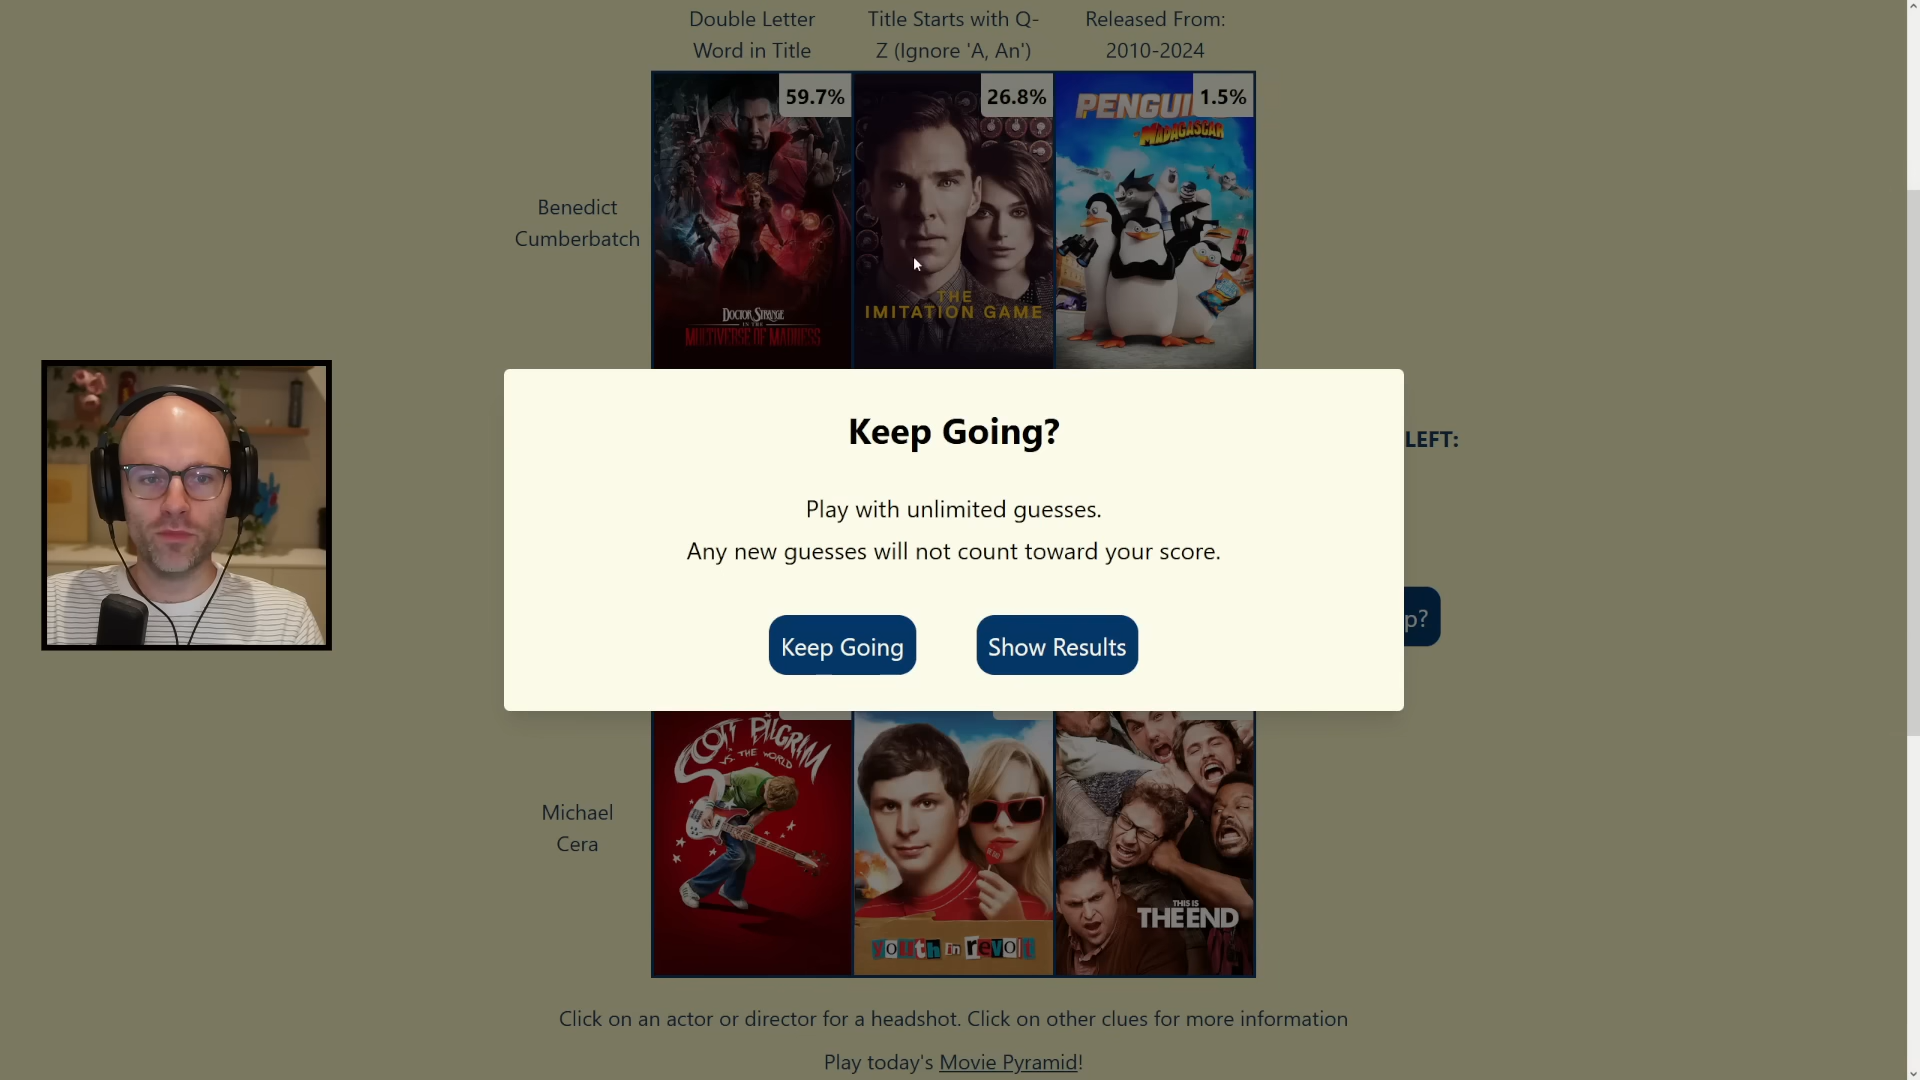 Double Letter
Word in Title
Title Starts with Q-
Z (Ignore 'A, An')
Released From:
2010-2024
59.7%
26.8%
1.5%
PENGUI
MADAGASCAR
Benedict
Cumberbatch
DOCTOR STRANGE
IN THE
MULTIVERSE OF MADNESS
THE
IMITATION GAME
Keep Going?
Play with unlimited guesses.
Any new guesses will not count toward your score.
Keep Going
Show Results
LEFT:
p?
SCOTT PILGRIM
VS. THE WORLD
Michael
Cera
youth in revolt
THIS IS
THE END
Click on an actor or director for a headshot. Click on other clues for more information
Play today's Movie Pyramid!